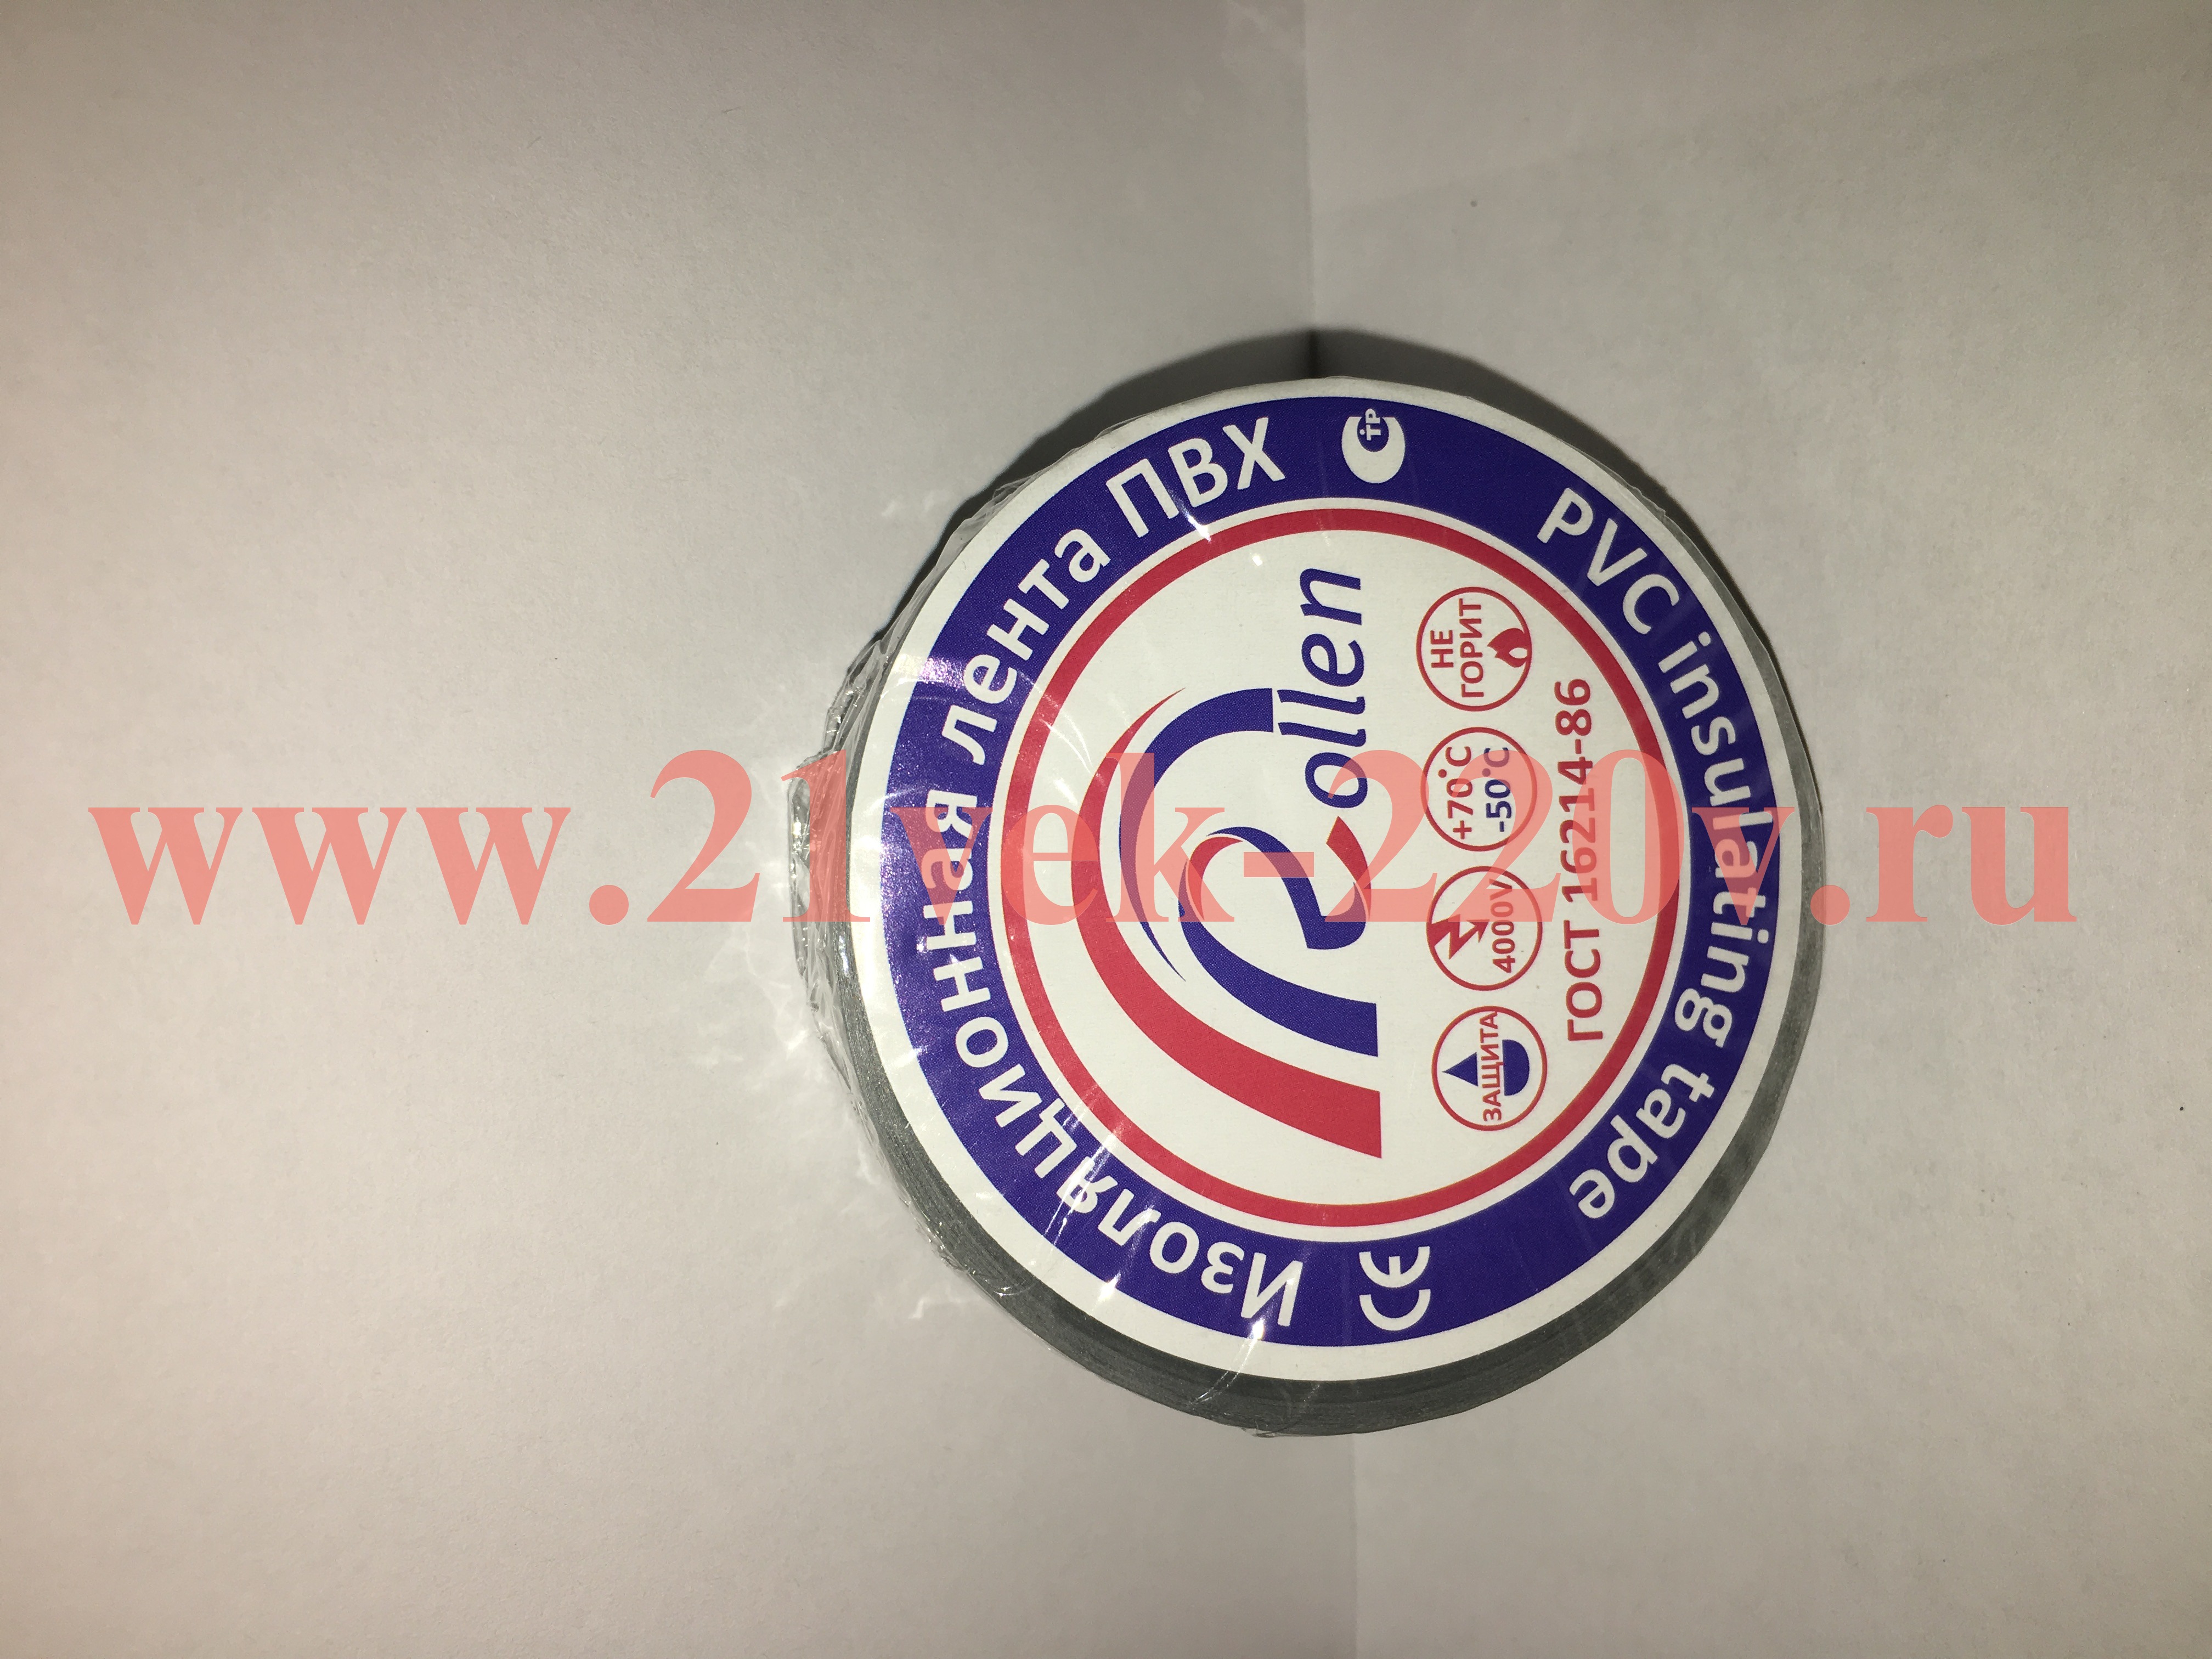 Изоляционная лента ПВХ
ТР
Rollen
ЗАЩИТА
4000V
+70°C
-50°C
НЕ
ГОРИТ
ГОСТ 16214-86
CE
PVC insulating tape
www.21vek-220v.ru